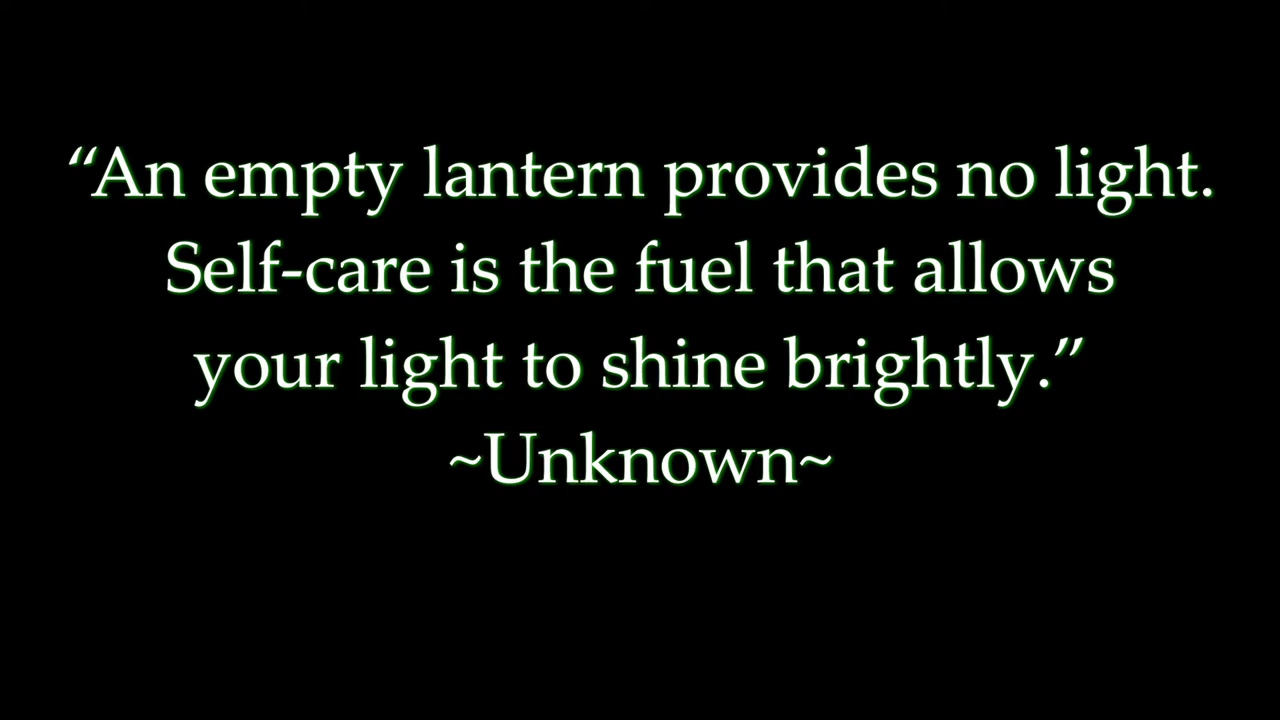 “An empty lantern provides no light.
Self-care is the fuel that allows
your light to shine brightly.”
~Unknown~